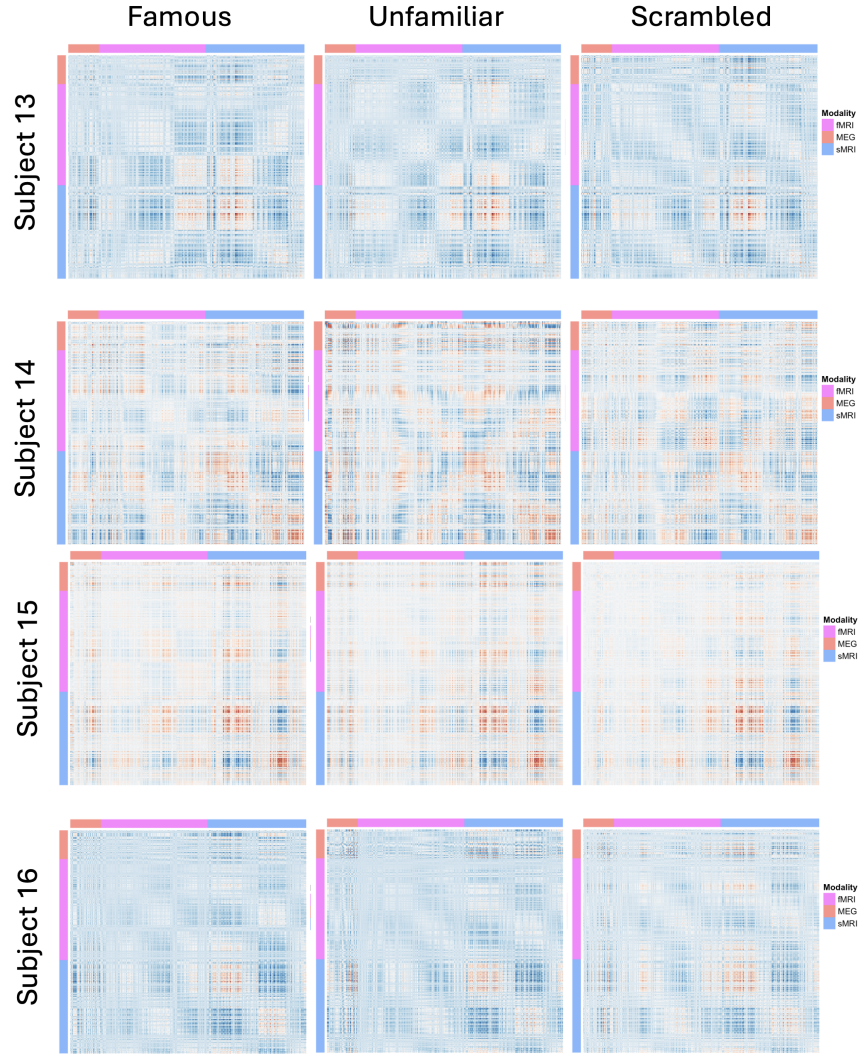 Famous Unfamiliar Scrambled
Subject 13
Modality
fMRI
MEG
sMRI
Subject 14
Modality
fMRI
MEG
sMRI
Subject 15
Modality
fMRI
MEG
sMRI
Subject 16
Modality
fMRI
MEG
sMRI